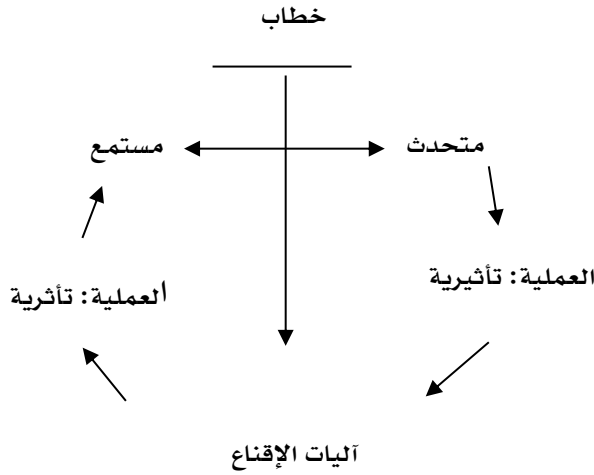 خطاب
متحدث
مستمع
العملية: تأثيرية
ألعملية: تأثرية
آليات الإقناع